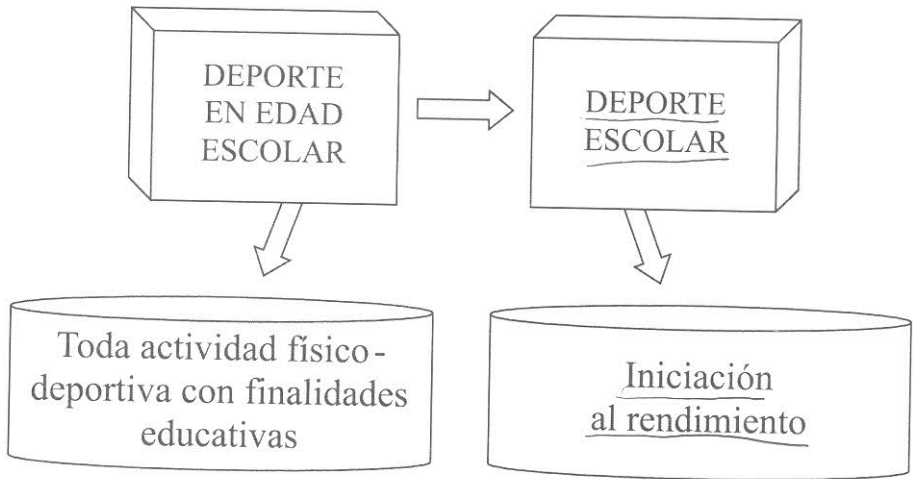 DEPORTE
EN EDAD
ESCOLAR
DEPORTE
ESCOLAR
Toda actividad físico-
deportiva con finalidades
educativas
Iniciación
al rendimiento